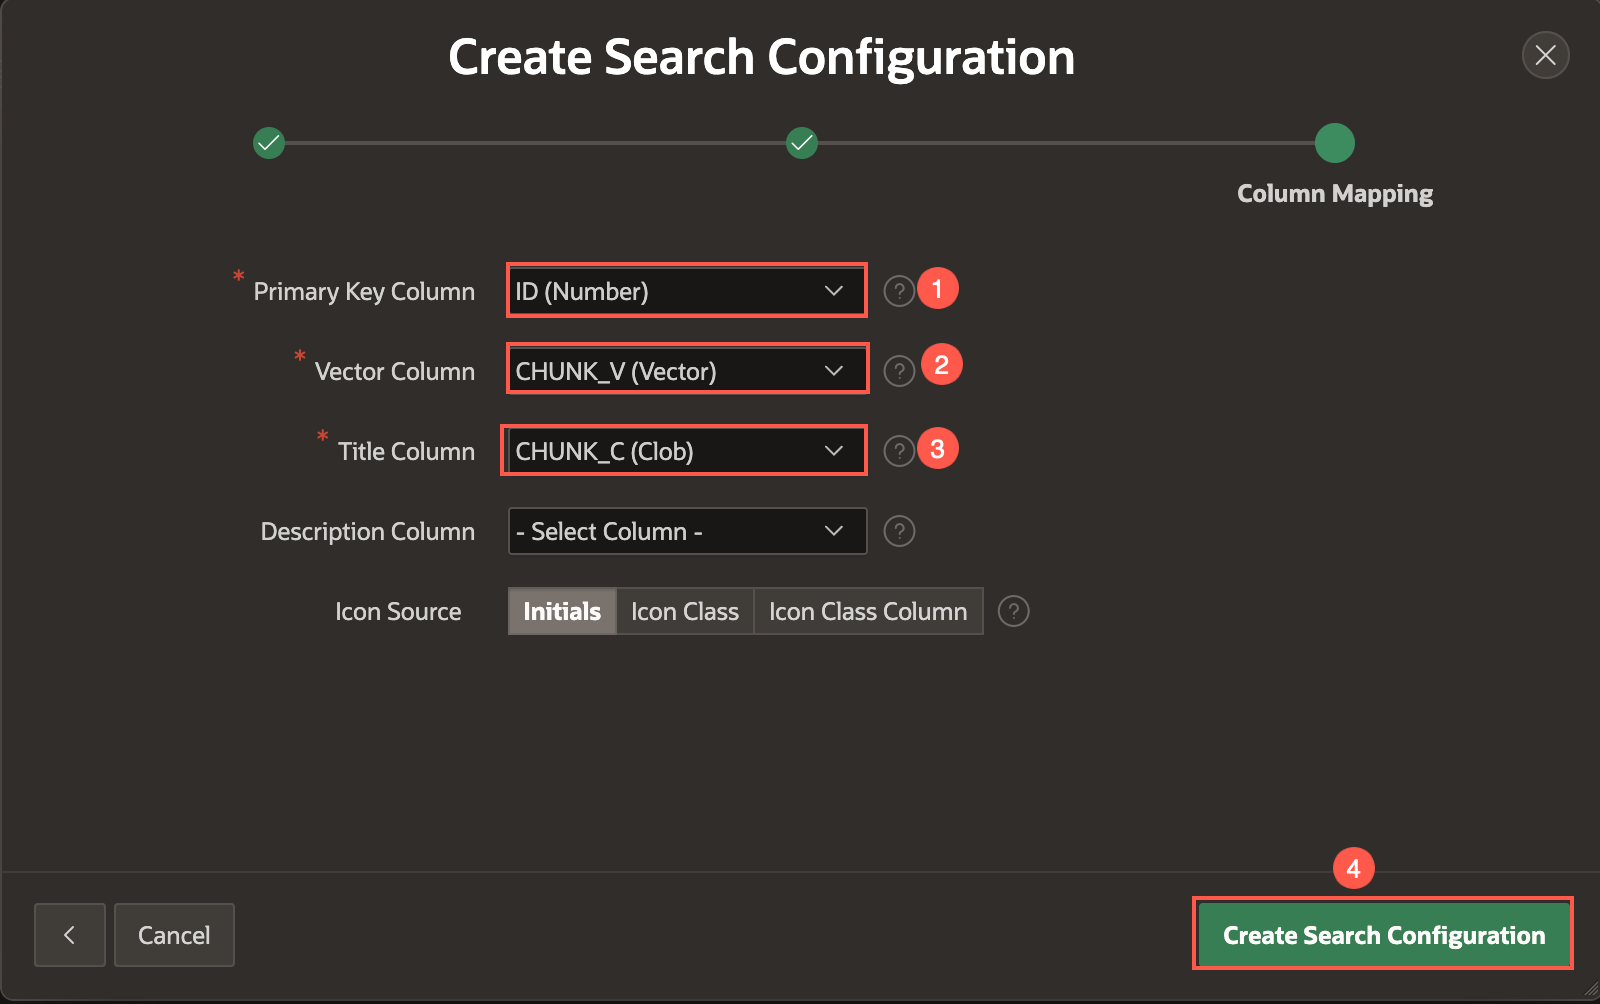 Create Search Configuration
Column Mapping
* Primary Key Column ID (Number) ? 1
* Vector Column CHUNK_V (Vector) ? 2
* Title Column CHUNK_C (Clob) ? 3
Description Column - Select Column - ?
Icon Source Initials Icon Class Icon Class Column ?
4
Cancel Create Search Configuration